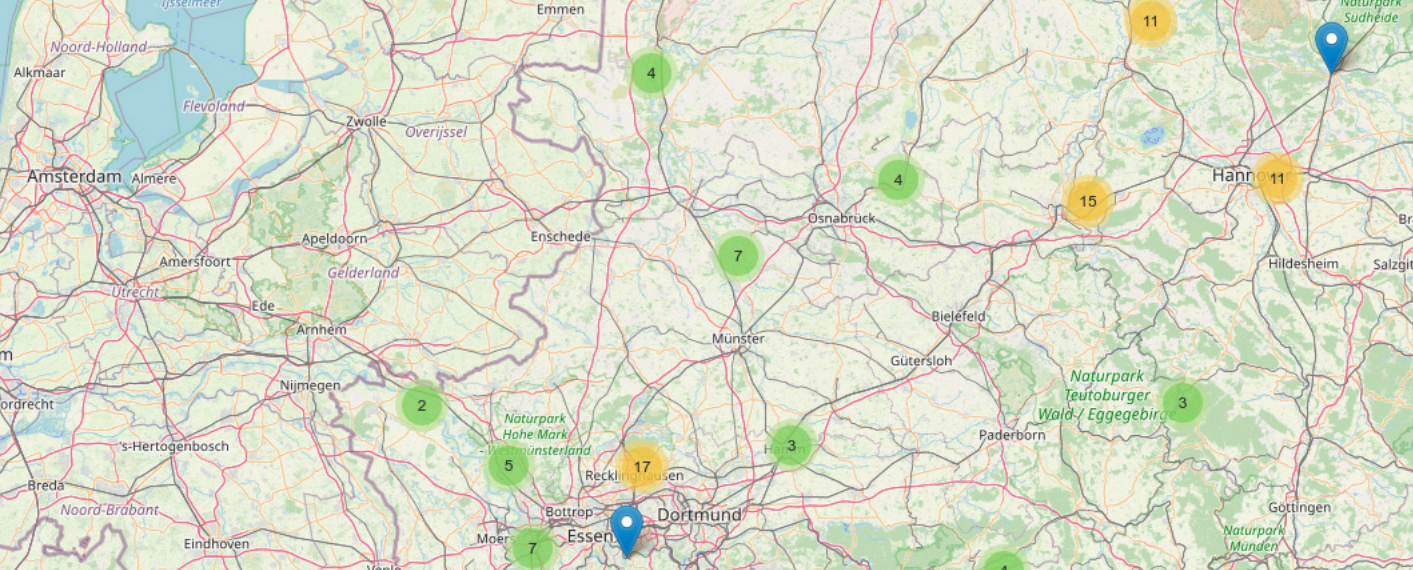 Ijsselmeer
Emmen
Naturpark
Südheide
11
Noord-Holland
Alkmaar
4
Flevoland
Zwolle
Overijssel
Amsterdam
Almere
4
Hanno
11
15
Osnabrück
Enschede
Apeldoorn
7
Amersfoort
Gelderland
Hildesheim
Salzgit
Utrecht
Ede
Arnhem
Bielefeld
Münster
Gütersloh
Nijmegen
Naturpark
Teutoburger
Wald / Eggegebirge
3
2
ordrecht
Naturpark
Hohe Mark
- Westmünsterland
's-Hertogenbosch
3
Paderborn
5
17
Recklinghausen
Breda
Noord-Brabant
Bottrop
Dortmund
Göttingen
Essen
Moers
7
Eindhoven
Naturpark
Münden